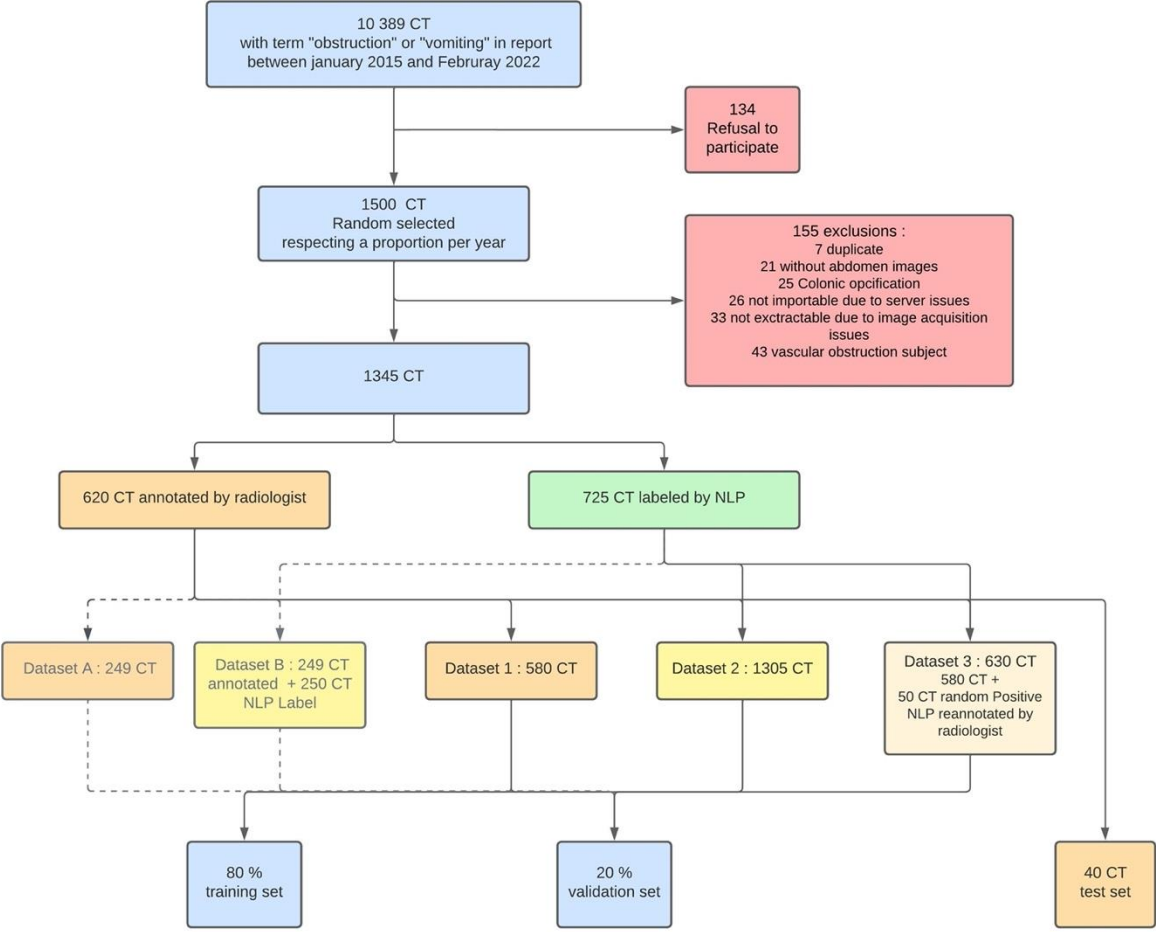 10 389 CT
with term "obstruction" or "vomiting" in report
between january 2015 and Februray 2022
134
Refusal to
participate
1500 CT
Random selected
respecting a proportion per year
155 exclusions :
7 duplicate
21 without abdomen images
25 Colonic opcification
26 not importable due to server issues
33 not exctractable due to image acquisition
issues
43 vascular obstruction subject
1345 CT
620 CT annotated by radiologist
725 CT labeled by NLP
Dataset A : 249 CT
Dataset B : 249 CT
annotated + 250 CT
NLP Label
Dataset 1 : 580 CT
Dataset 2 : 1305 CT
Dataset 3 : 630 CT
580 CT +
50 CT random Positive
NLP reannotated by
radiologist
80 %
training set
20 %
validation set
40 CT
test set